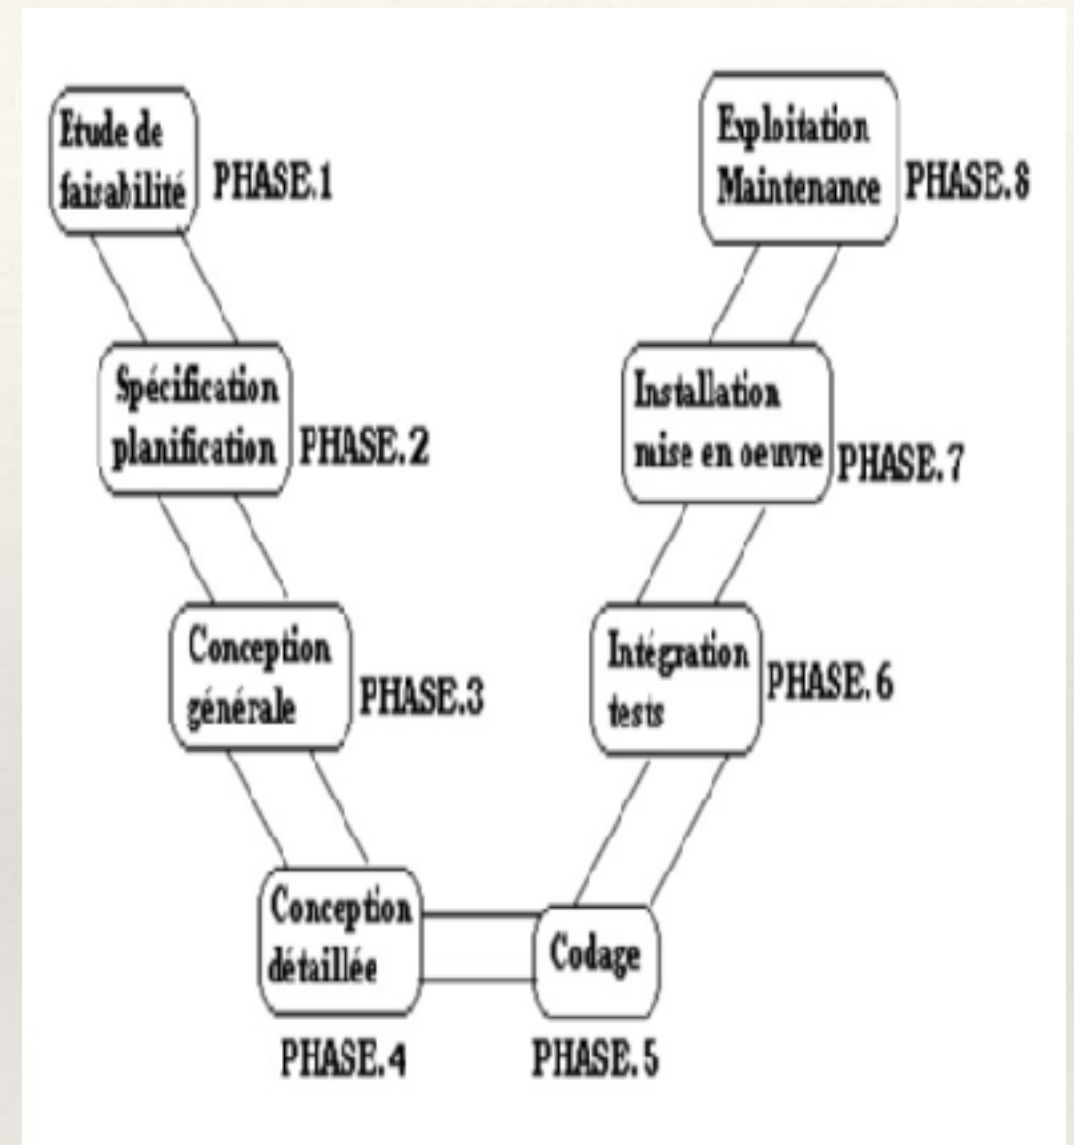 Etude de
faisabilité
PHASE.1
Spécification
planification
PHASE.2
Conception
générale
PHASE.3
Conception
détaillée
PHASE.4
Codage
PHASE.5
Intégration
tests
PHASE.6
Installation
mise en oeuvre
PHASE.7
Exploitation
Maintenance
PHASE.8